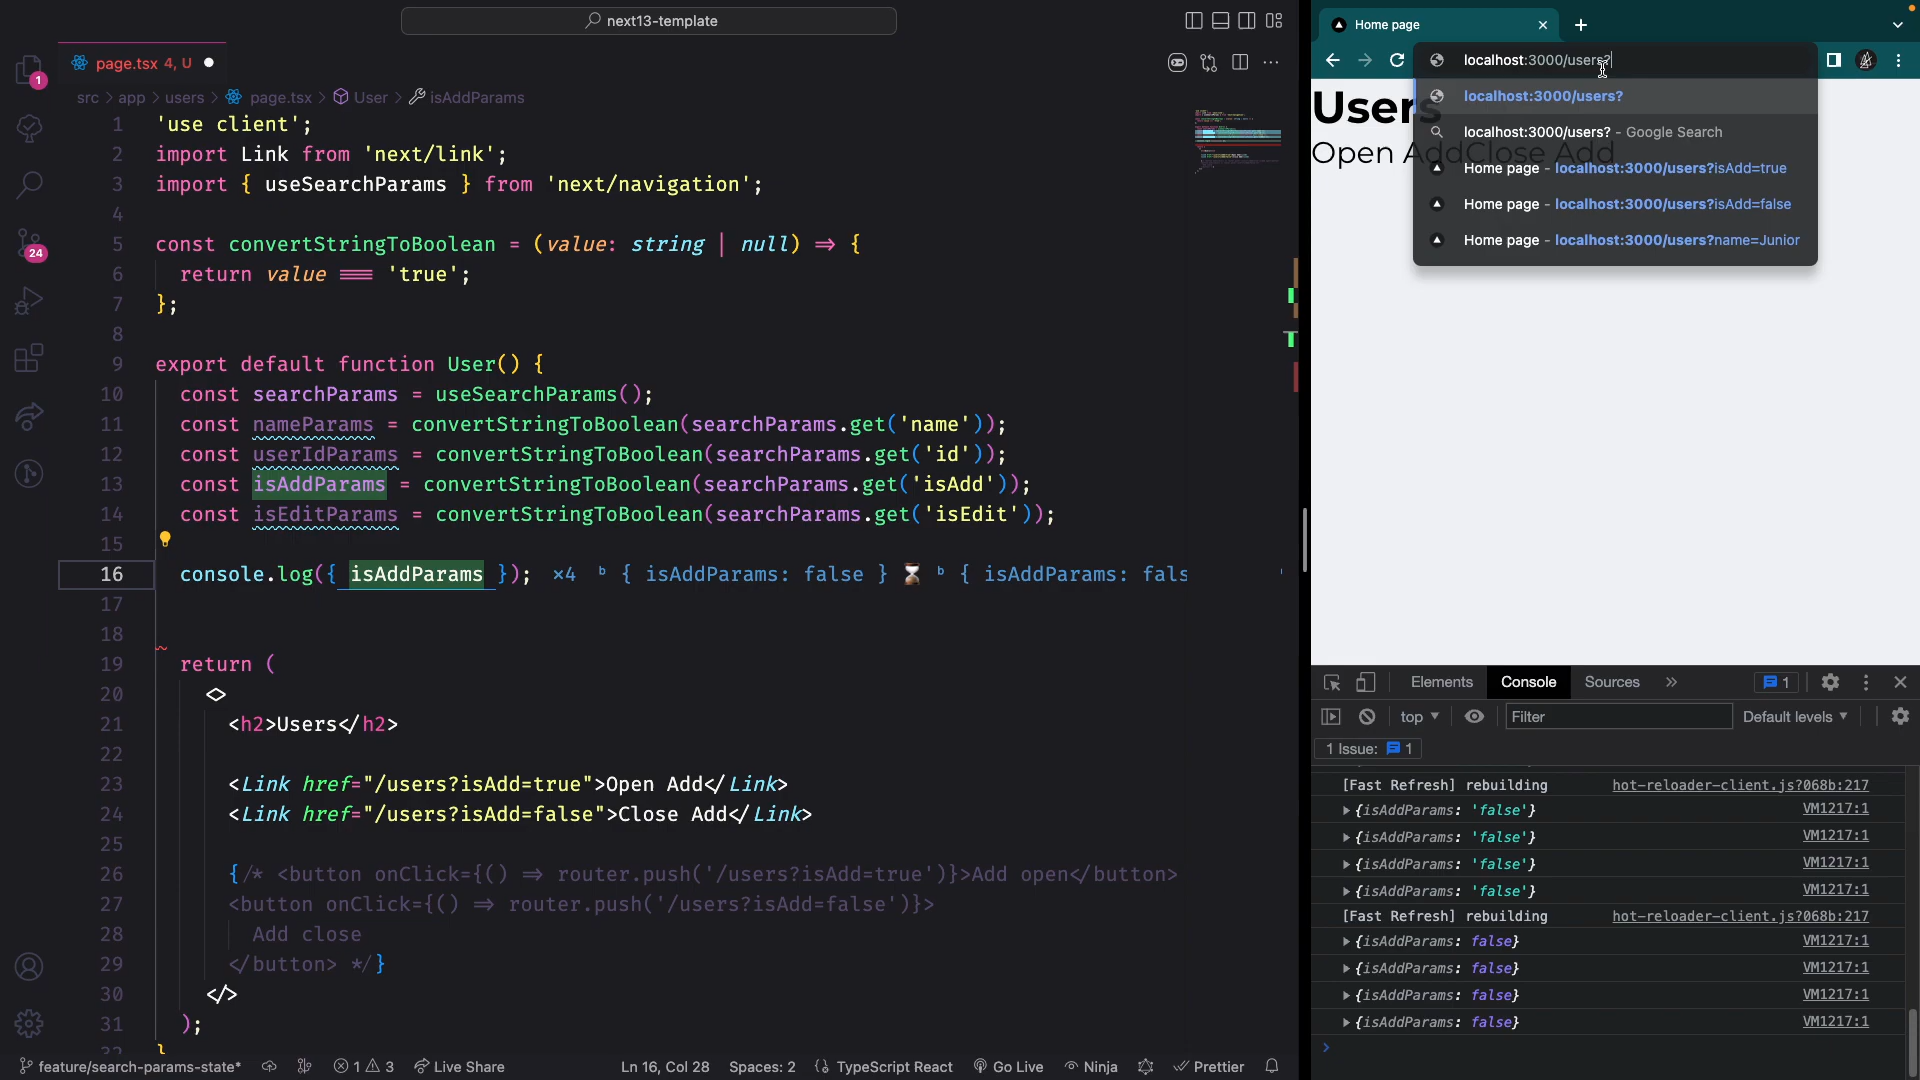 next13-template
page.tsx 4, U
src > app > users > page.tsx > User > isAddParams
1 'use client';
2 import Link from 'next/link';
3 import { useSearchParams } from 'next/navigation';
4
5 const convertStringToBoolean = (value: string | null) => {
6 return value === 'true';
7 };
8
9 export default function User() {
10 const searchParams = useSearchParams();
11 const nameParams = convertStringToBoolean(searchParams.get('name'));
12 const userIdParams = convertStringToBoolean(searchParams.get('id'));
13 const isAddParams = convertStringToBoolean(searchParams.get('isAdd'));
14 const isEditParams = convertStringToBoolean(searchParams.get('isEdit'));
15
16 console.log({ isAddParams }); ×4 ᵇ { isAddParams: false } ⌛ ᵇ { isAddParams: fals
17
18
19 return (
20 <>
21 <h2>Users</h2>
22
23 <Link href="/users?isAdd=true">Open Add</Link>
24 <Link href="/users?isAdd=false">Close Add</Link>
25
26 {/* <button onClick={() => router.push('/users?isAdd=true')}>Add open</button>
27 <button onClick={() => router.push('/users?isAdd=false')}>
28 Add close
29 </button> */}
30 </>
31 );
32 }
1
24
feature/search-params-state* 1 3 Live Share Ln 16, Col 28 Spaces: 2 TypeScript React Go Live Ninja Prettier
Home page
localhost:3000/users?
localhost:3000/users?
localhost:3000/users? - Google Search
Home page - localhost:3000/users?isAdd=true
Home page - localhost:3000/users?isAdd=false
Home page - localhost:3000/users?name=Junior
Users
Open AddClose Add
Elements Console Sources » 1
top Filter Default levels
1 Issue: 1
[Fast Refresh] rebuilding hot-reloader-client.js?068b:217
{isAddParams: 'false'} VM1217:1
{isAddParams: 'false'} VM1217:1
{isAddParams: 'false'} VM1217:1
{isAddParams: 'false'} VM1217:1
[Fast Refresh] rebuilding hot-reloader-client.js?068b:217
{isAddParams: false} VM1217:1
{isAddParams: false} VM1217:1
{isAddParams: false} VM1217:1
{isAddParams: false} VM1217:1